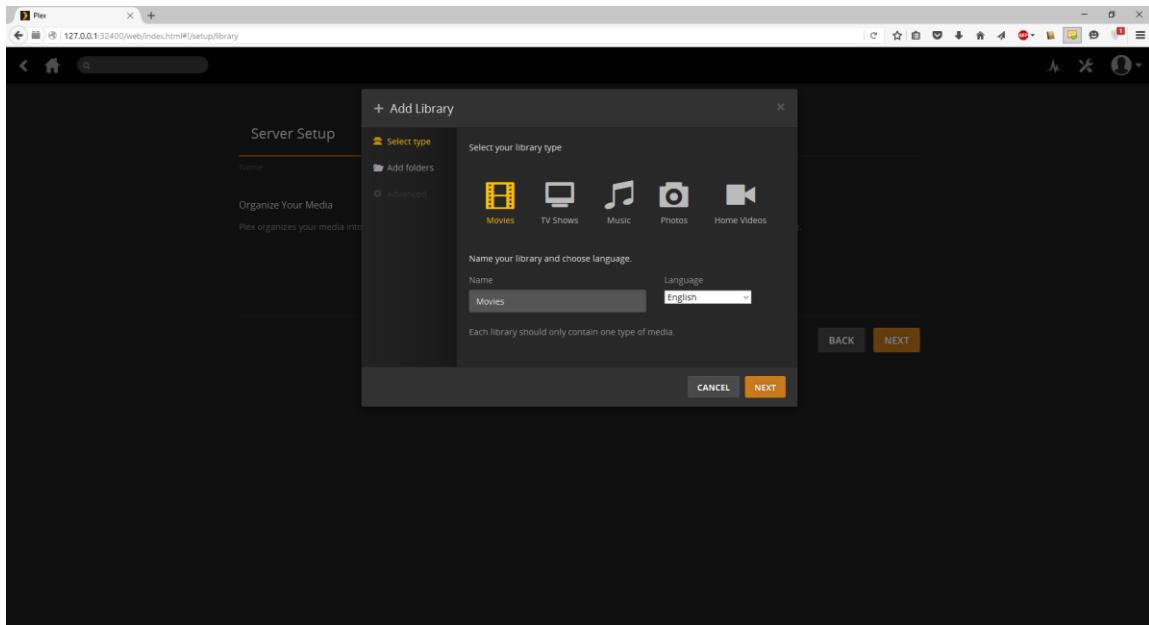 Plex
127.0.0.1:32400/web/index.html#!/setup/library
ABP
1
+ Add Library
Server Setup
Select type
Select your library type
Name
Add folders
Advanced
Organize Your Media
Movies TV Shows Music Photos Home Videos
Plex organizes your media into
Name your library and choose language.
Name Language
Movies English
Each library should only contain one type of media.
BACK NEXT
CANCEL NEXT